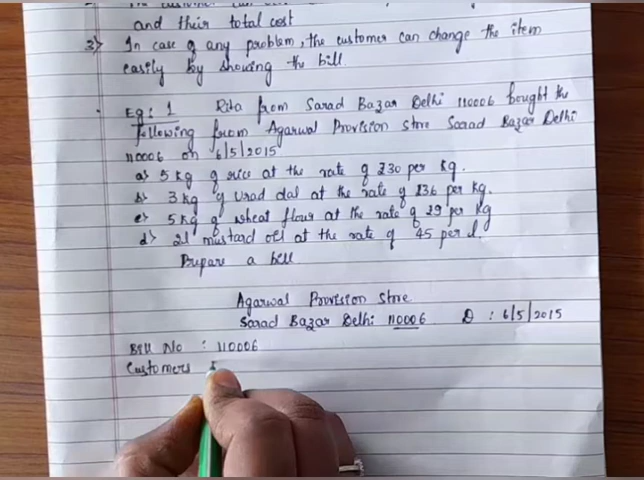 and their total cost
3) In case of any problem, the customer can change the item
easily by showing the bill
Eg: 1 Rita from Sarad Bazar Delhi 110006 bought the
following from Agarwal Provision store Sarad Bazar Delhi
110006 on 6/5/2015
a) 5 kg of rice at the rate of ₹30 per kg.
b) 3 kg of Urad dal at the rate of ₹36 per kg.
c) 5 kg of wheat flour at the rate of ₹9 per kg
d) 2l mustard oil at the rate of 45 per l.
Prepare a bill
Agarwal Provision store
Sarad Bazar Delhi: 110006 D : 6/5/2015
Bill No : 110006
Customers